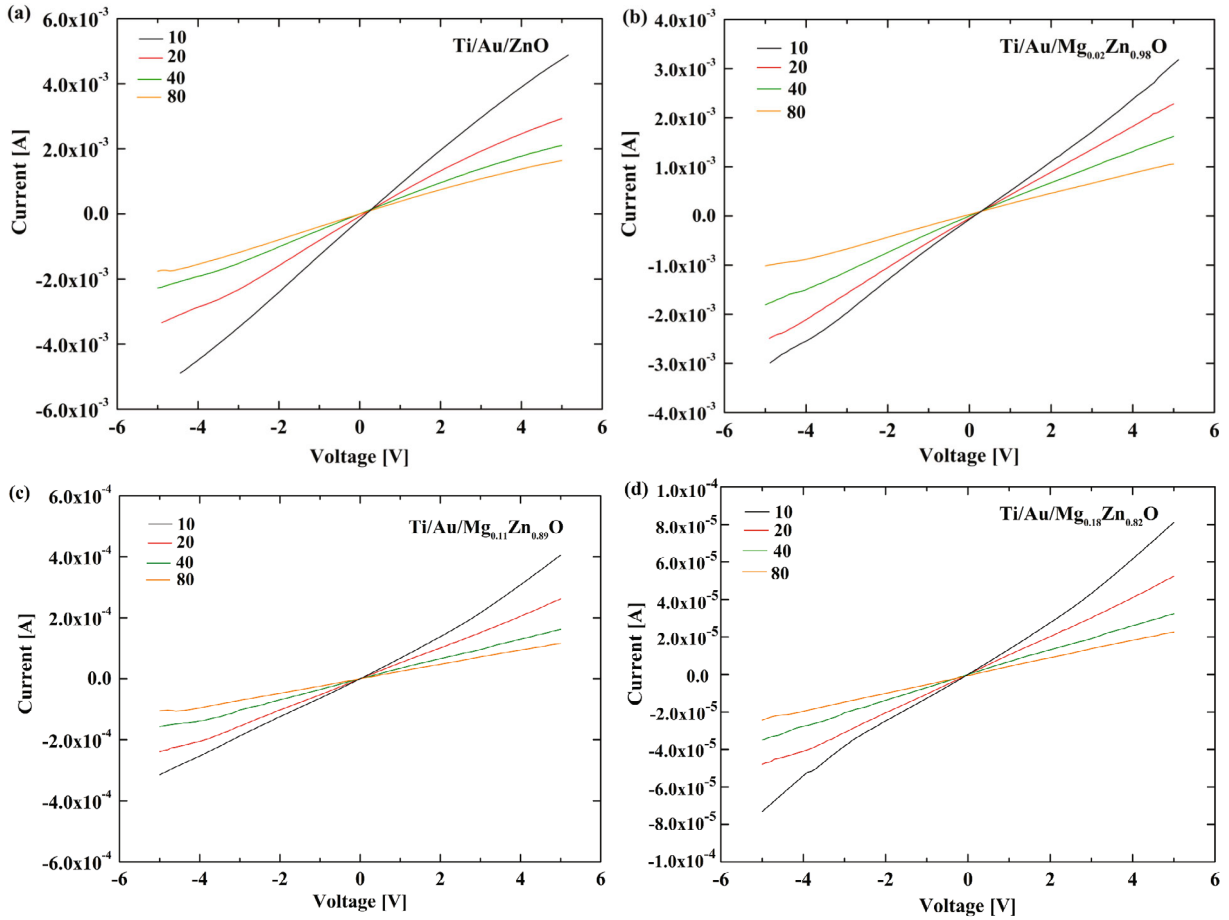 (a)
6.0x10⁻³
4.0x10⁻³
2.0x10⁻³
0.0
-2.0x10⁻³
-4.0x10⁻³
-6.0x10⁻³
Current [A]
10
20
40
80
Ti/Au/ZnO
-6 -4 -2 0 2 4 6
Voltage [V]
(b)
4.0x10⁻³
3.0x10⁻³
2.0x10⁻³
1.0x10⁻³
0.0
-1.0x10⁻³
-2.0x10⁻³
-3.0x10⁻³
-4.0x10⁻³
Current [A]
10
20
40
80
Ti/Au/Mg₀.₀₂Zn₀.₉₈O
-6 -4 -2 0 2 4 6
Voltage [V]
(c)
6.0x10⁻⁴
4.0x10⁻⁴
2.0x10⁻⁴
0.0
-2.0x10⁻⁴
-4.0x10⁻⁴
-6.0x10⁻⁴
Current [A]
10
20
40
80
Ti/Au/Mg₀.₁₁Zn₀.₈₉O
-6 -4 -2 0 2 4 6
Voltage [V]
(d)
1.0x10⁻⁴
8.0x10⁻⁵
6.0x10⁻⁵
4.0x10⁻⁵
2.0x10⁻⁵
0.0
-2.0x10⁻⁵
-4.0x10⁻⁵
-6.0x10⁻⁵
-8.0x10⁻⁵
-1.0x10⁻⁴
Current [A]
10
20
40
80
Ti/Au/Mg₀.₁₈Zn₀.₈₂O
-6 -4 -2 0 2 4 6
Voltage [V]